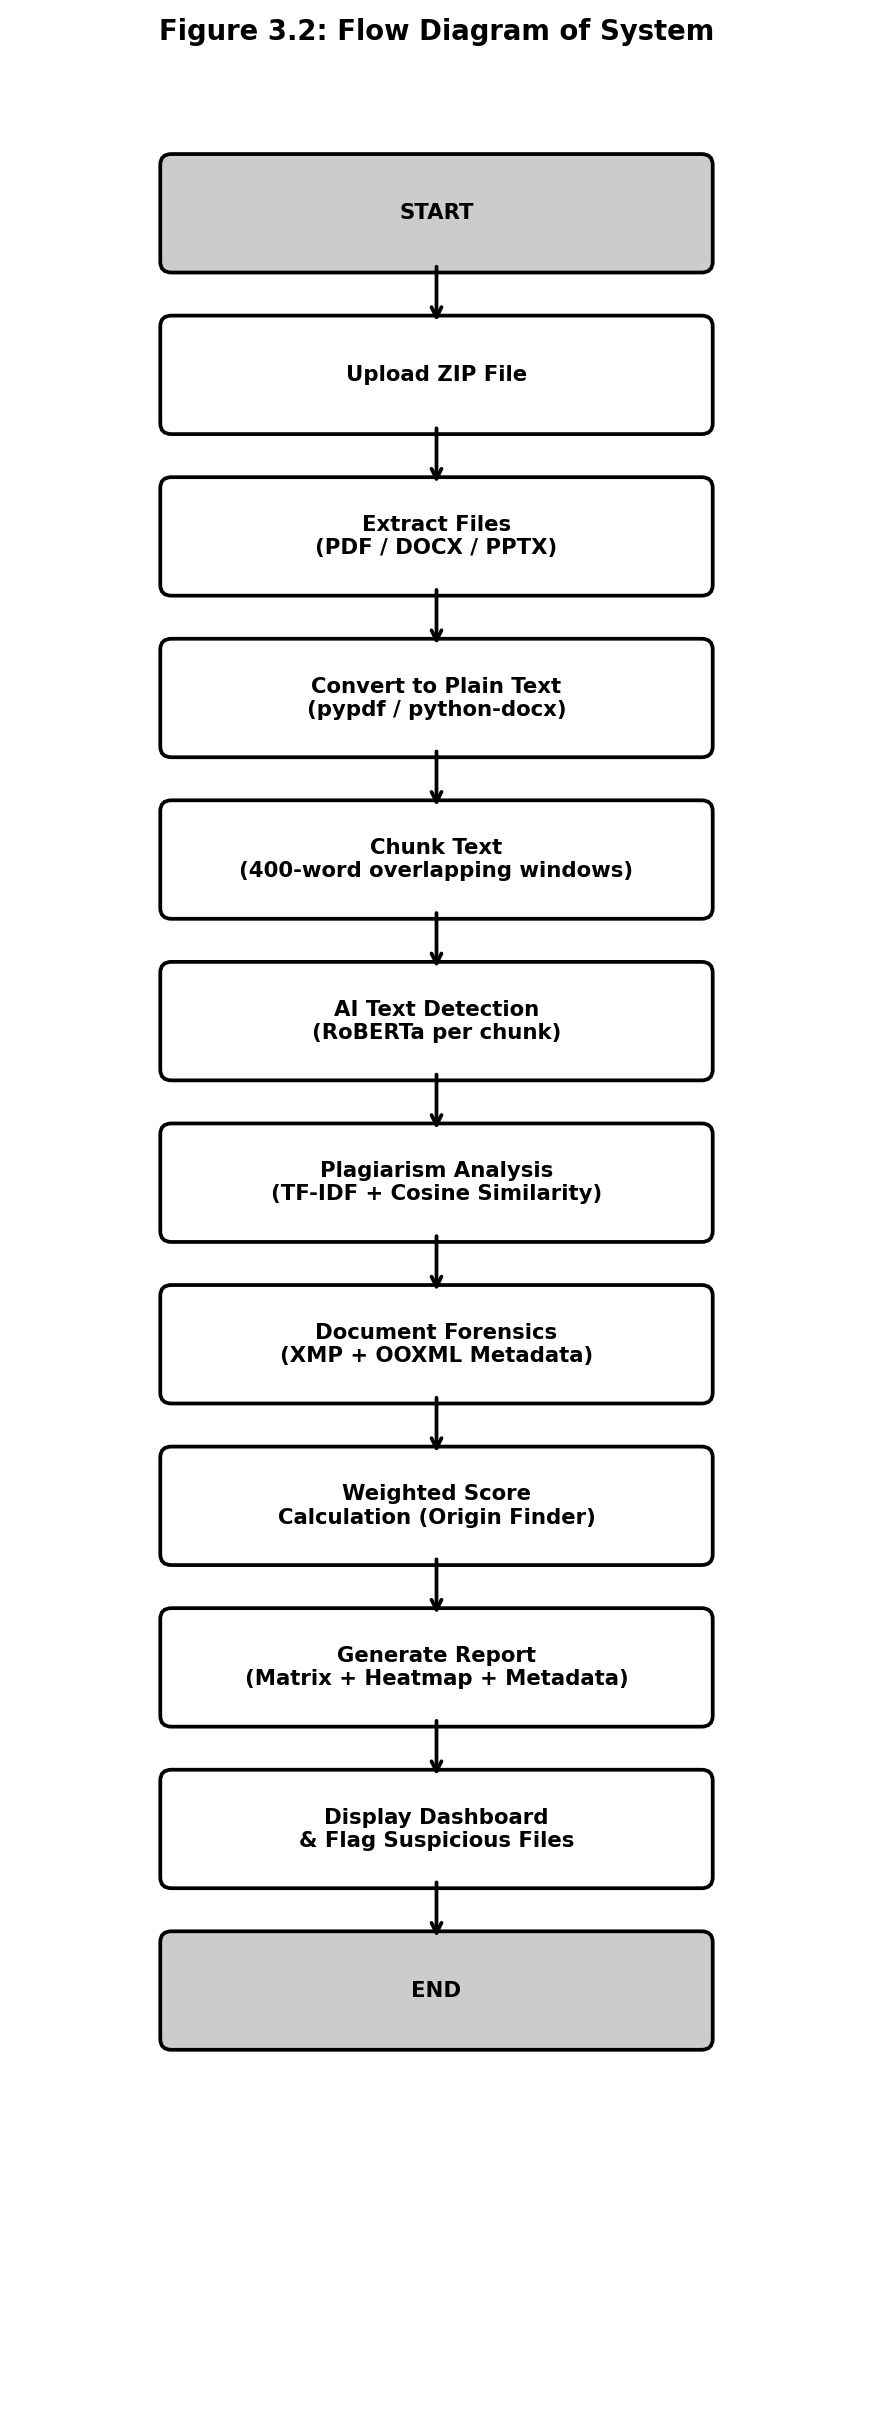 Figure 3.2: Flow Diagram of System
START
Upload ZIP File
Extract Files
(PDF / DOCX / PPTX)
Convert to Plain Text
(pypdf / python-docx)
Chunk Text
(400-word overlapping windows)
AI Text Detection
(RoBERTa per chunk)
Plagiarism Analysis
(TF-IDF + Cosine Similarity)
Document Forensics
(XMP + OOXML Metadata)
Weighted Score
Calculation (Origin Finder)
Generate Report
(Matrix + Heatmap + Metadata)
Display Dashboard
& Flag Suspicious Files
END